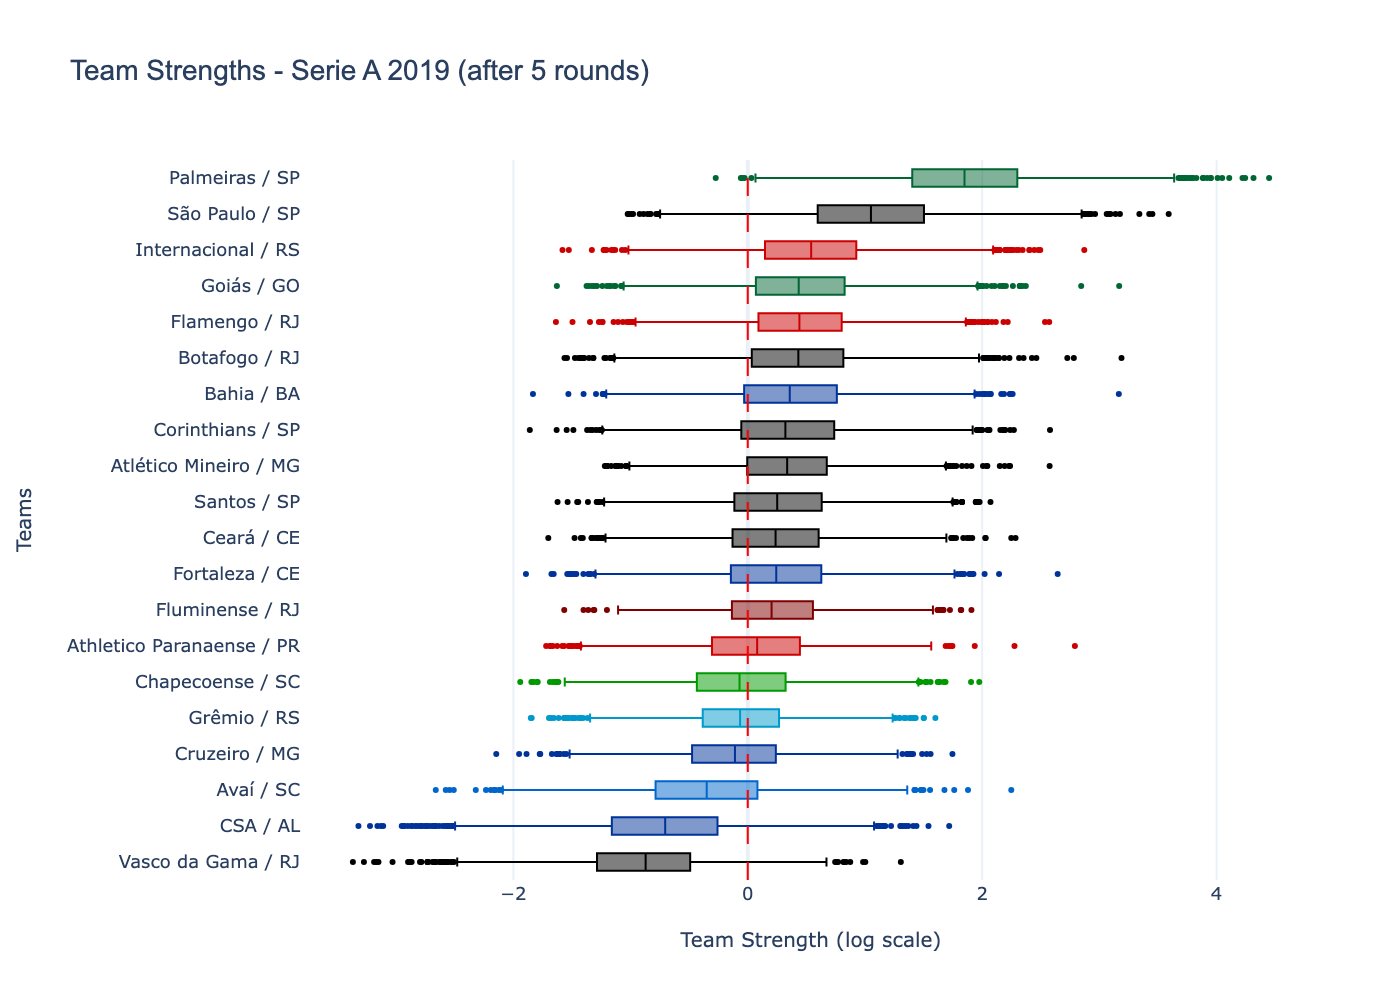 Team Strengths - Serie A 2019 (after 5 rounds)
Teams
Palmeiras / SP
São Paulo / SP
Internacional / RS
Goiás / GO
Flamengo / RJ
Botafogo / RJ
Bahia / BA
Corinthians / SP
Atlético Mineiro / MG
Santos / SP
Ceará / CE
Fortaleza / CE
Fluminense / RJ
Athletico Paranaense / PR
Chapecoense / SC
Grêmio / RS
Cruzeiro / MG
Avaí / SC
CSA / AL
Vasco da Gama / RJ
−2 0 2 4
Team Strength (log scale)